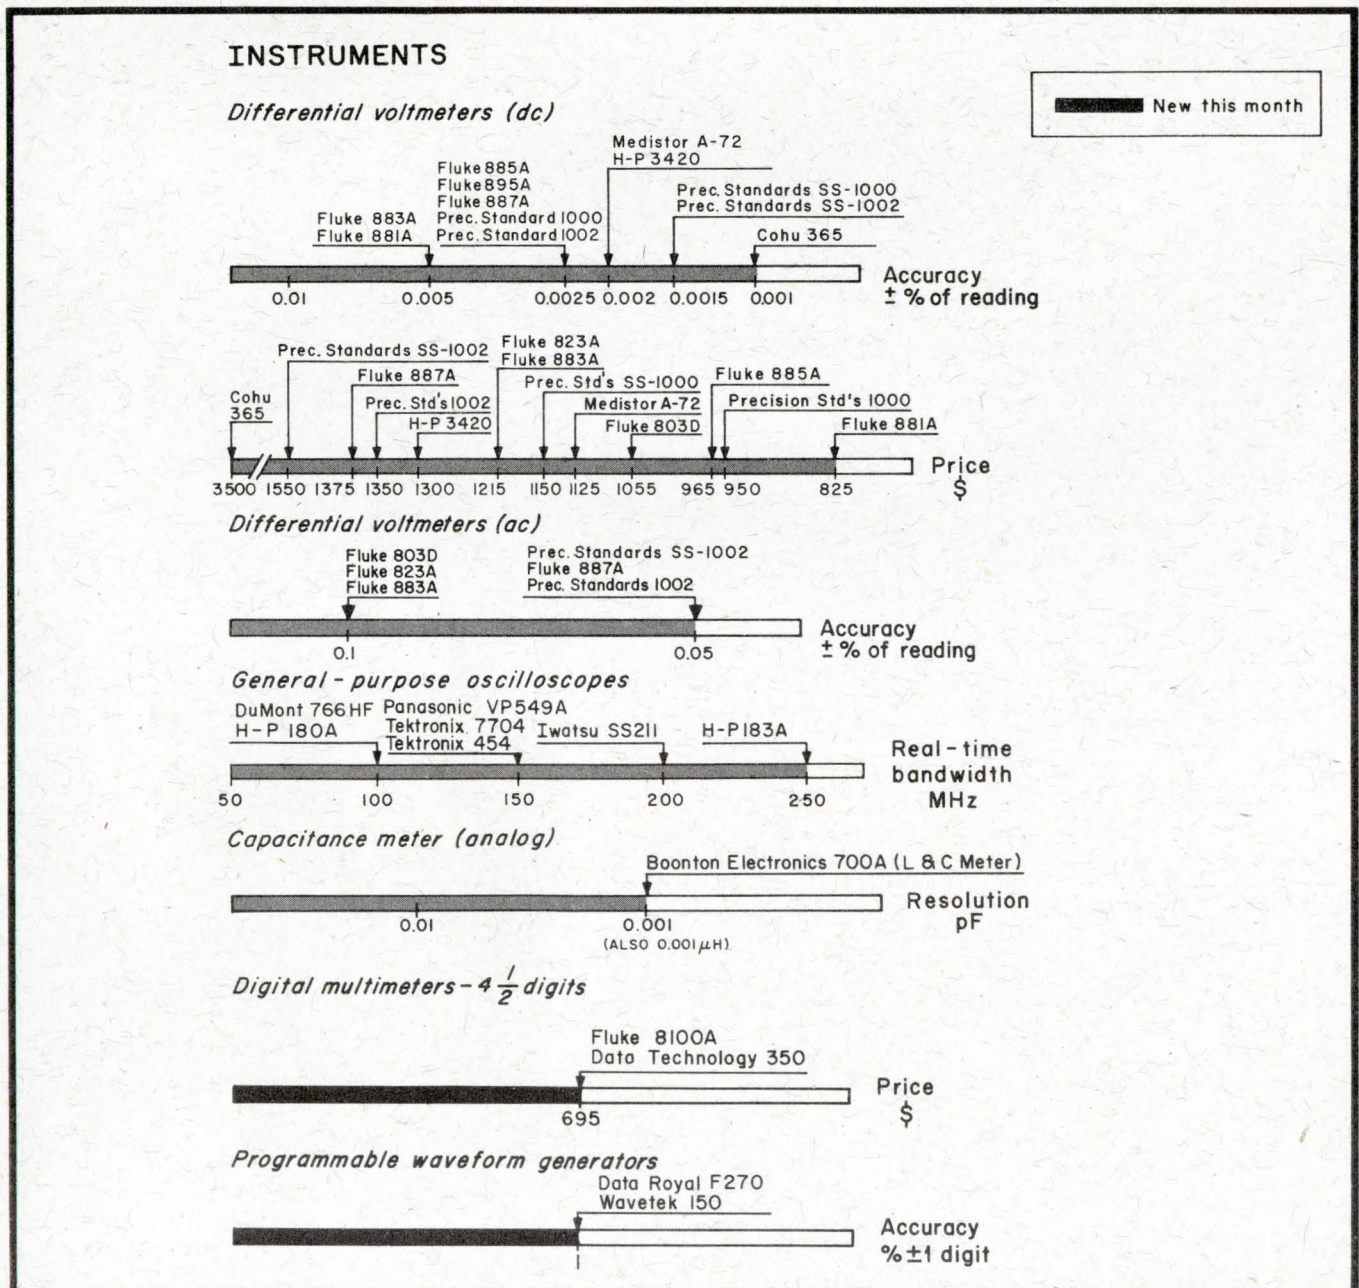 INSTRUMENTS
New this month
Differential voltmeters (dc)
Medistor A-72
H-P 3420
Fluke 885A
Fluke 895A
Fluke 887A
Prec. Standard 1000
Prec. Standard 1002
Prec. Standards SS-1000
Prec. Standards SS-1002
Fluke 883A
Fluke 881A
Cohu 365
Accuracy
± % of reading
0.01 0.005 0.0025 0.002 0.0015 0.001
Fluke 823A
Fluke 883A
Prec. Standards SS-1002
Fluke 887A
Prec. Std's SS-1000
Fluke 885A
Cohu
365
Prec. Std's 1002
Medistor A-72
Precision Std's 1000
H-P 3420
Fluke 803D
Fluke 881A
Price
$
3500 1550 1375 1350 1300 1215 1150 1125 1055 965 950 825
Differential voltmeters (ac)
Fluke 803D
Fluke 823A
Fluke 883A
Prec. Standards SS-1002
Fluke 887A
Prec. Standards 1002
Accuracy
± % of reading
0.1 0.05
General-purpose oscilloscopes
DuMont 766 HF
H-P 180A
Panasonic VP549A
Tektronix 7704
Tektronix 454
Iwatsu SS211
H-P 183A
Real-time
bandwidth
MHz
50 100 150 200 250
Capacitance meter (analog)
Boonton Electronics 700A (L & C Meter)
Resolution
pF
0.01 0.001
(ALSO 0.001 µH)
Digital multimeters-4 1/2 digits
Fluke 8100A
Data Technology 350
Price
$
695
Programmable waveform generators
Data Royal F270
Wavetek 150
Accuracy
% ±1 digit
1